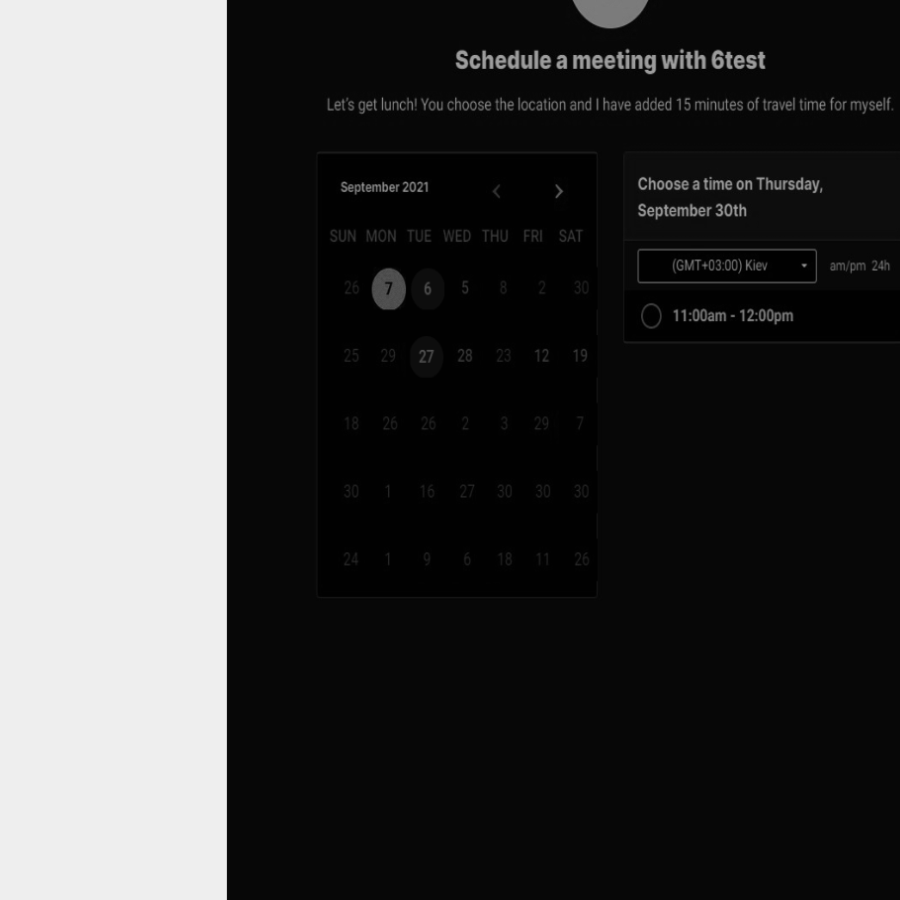 Schedule a meeting with 6test
Let's get lunch! You choose the location and I have added 15 minutes of travel time for myself.
September 2021
SUN MON TUE WED THU FRI SAT
26 7 6 5 8 2 30
25 29 27 28 23 12 19
18 26 26 2 3 29 7
30 1 16 27 30 30 30
24 1 9 6 18 11 26
Choose a time on Thursday,
September 30th
(GMT+03:00) Kiev am/pm 24h
11:00am - 12:00pm